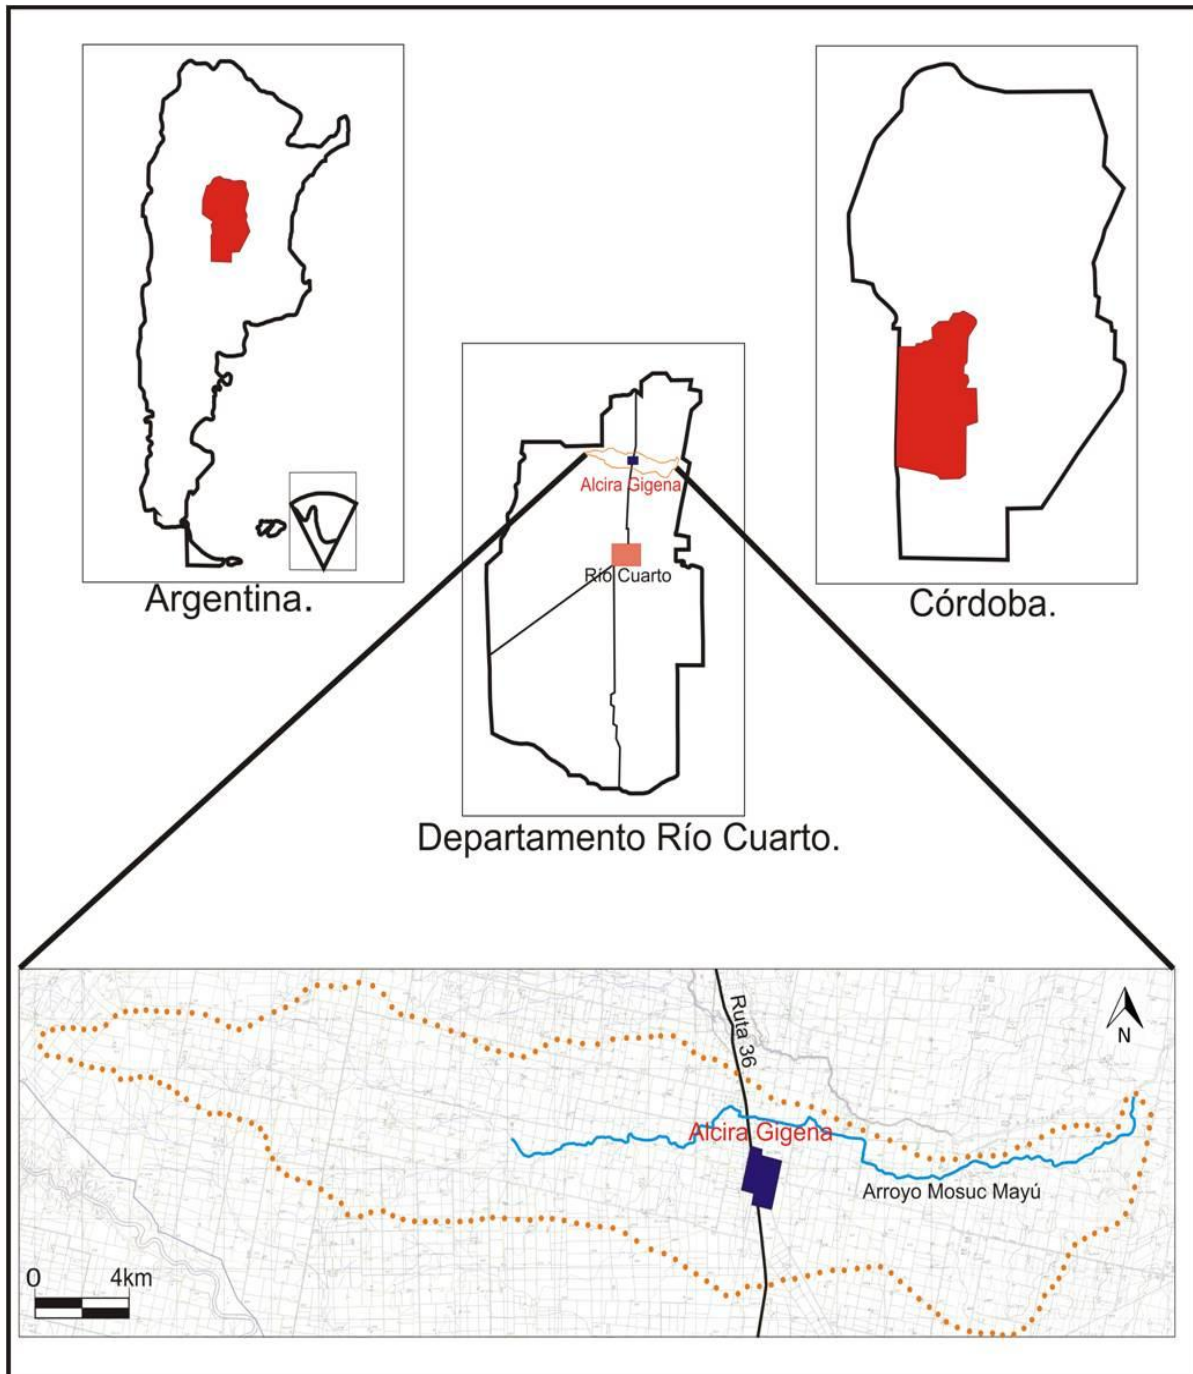 Argentina.
Córdoba.
Alcira Gigena
Río Cuarto
Departamento Río Cuarto.
Ruta 36
N
Alcira Gigena
Arroyo Mosuc Mayú
0 4km